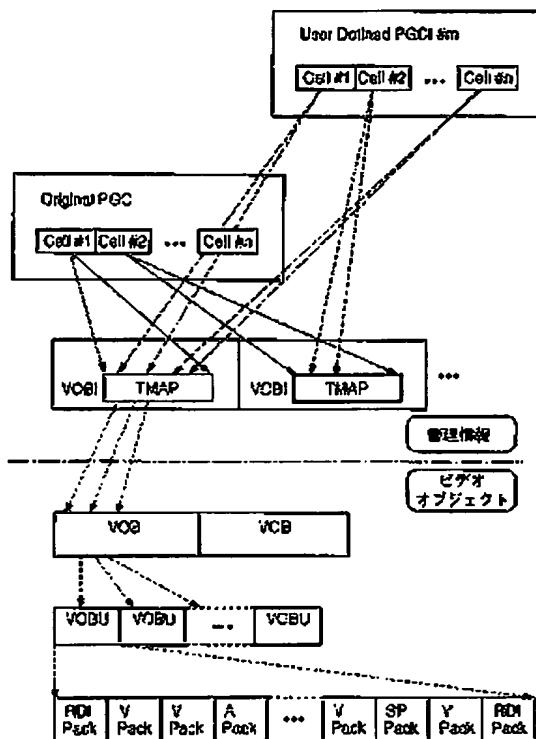 User Defined PGCI #m
Cell #1 Cell #2 ••• Cell #n
Original PGC
Cell #1 Cell #2 ••• Cell #n
VOBI TMAP VOBI TMAP •••
管理情報
ビデオ
オブジェクト
VOB VOB
VOBU VOBU ••• VOBU
RDI Pack V Pack V Pack A Pack ••• V Pack SP Pack V Pack RDI Pack